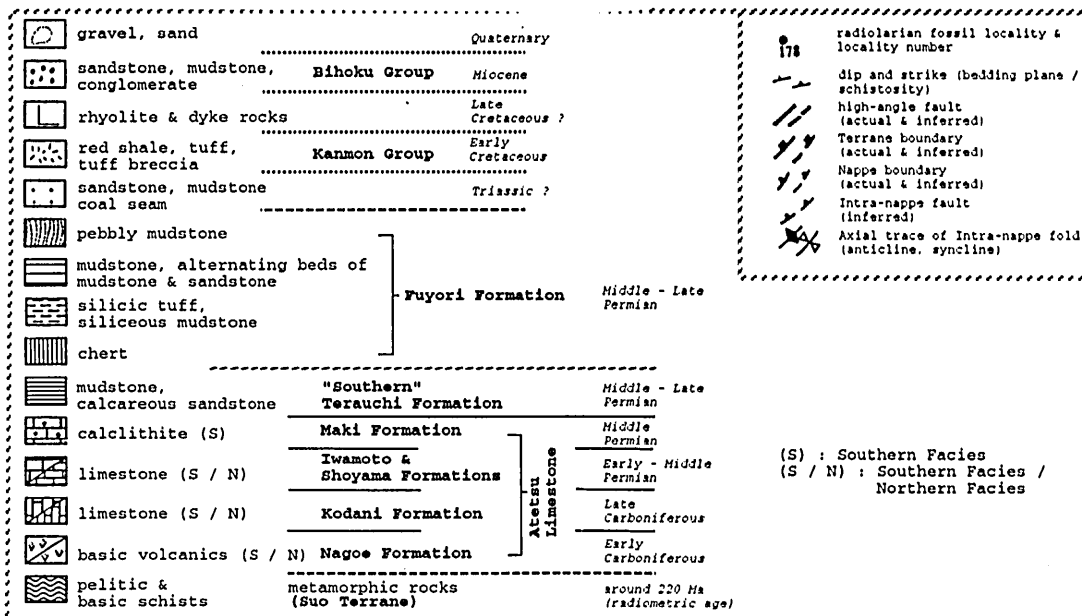 gravel, sand Quaternary
sandstone, mudstone, conglomerate Bihoku Group Miocene
rhyolite & dyke rocks Late Cretaceous ?
red shale, tuff, tuff breccia Kanmon Group Early Cretaceous
sandstone, mudstone coal seam Triassic ?
pebbly mudstone
mudstone, alternating beds of
mudstone & sandstone
silicic tuff,
siliceous mudstone
chert
Fuyori Formation Middle - Late Permian
mudstone, calcareous sandstone "Southern" Terauchi Formation Middle - Late Permian
calclithite (S) Maki Formation Middle Permian
limestone (S / N) Iwamoto & Shoyama Formations Early - Middle Permian
limestone (S / N) Kodani Formation Late Carboniferous
basic volcanics (S / N) Nagoe Formation Early Carboniferous
Atetsu
Limestone
pelitic & basic schists metamorphic rocks (Suo Terrane) around 220 Ma (radiometric age)
178
radiolarian fossil locality &
locality number
dip and strike (bedding plane /
schistosity)
high-angle fault
(actual & inferred)
Terrane boundary
(actual & inferred)
Nappe boundary
(actual & inferred)
Intra-nappe fault
(inferred)
Axial trace of Intra-nappe fold
(anticline, syncline)
(S) : Southern Facies
(S / N) : Southern Facies /
Northern Facies